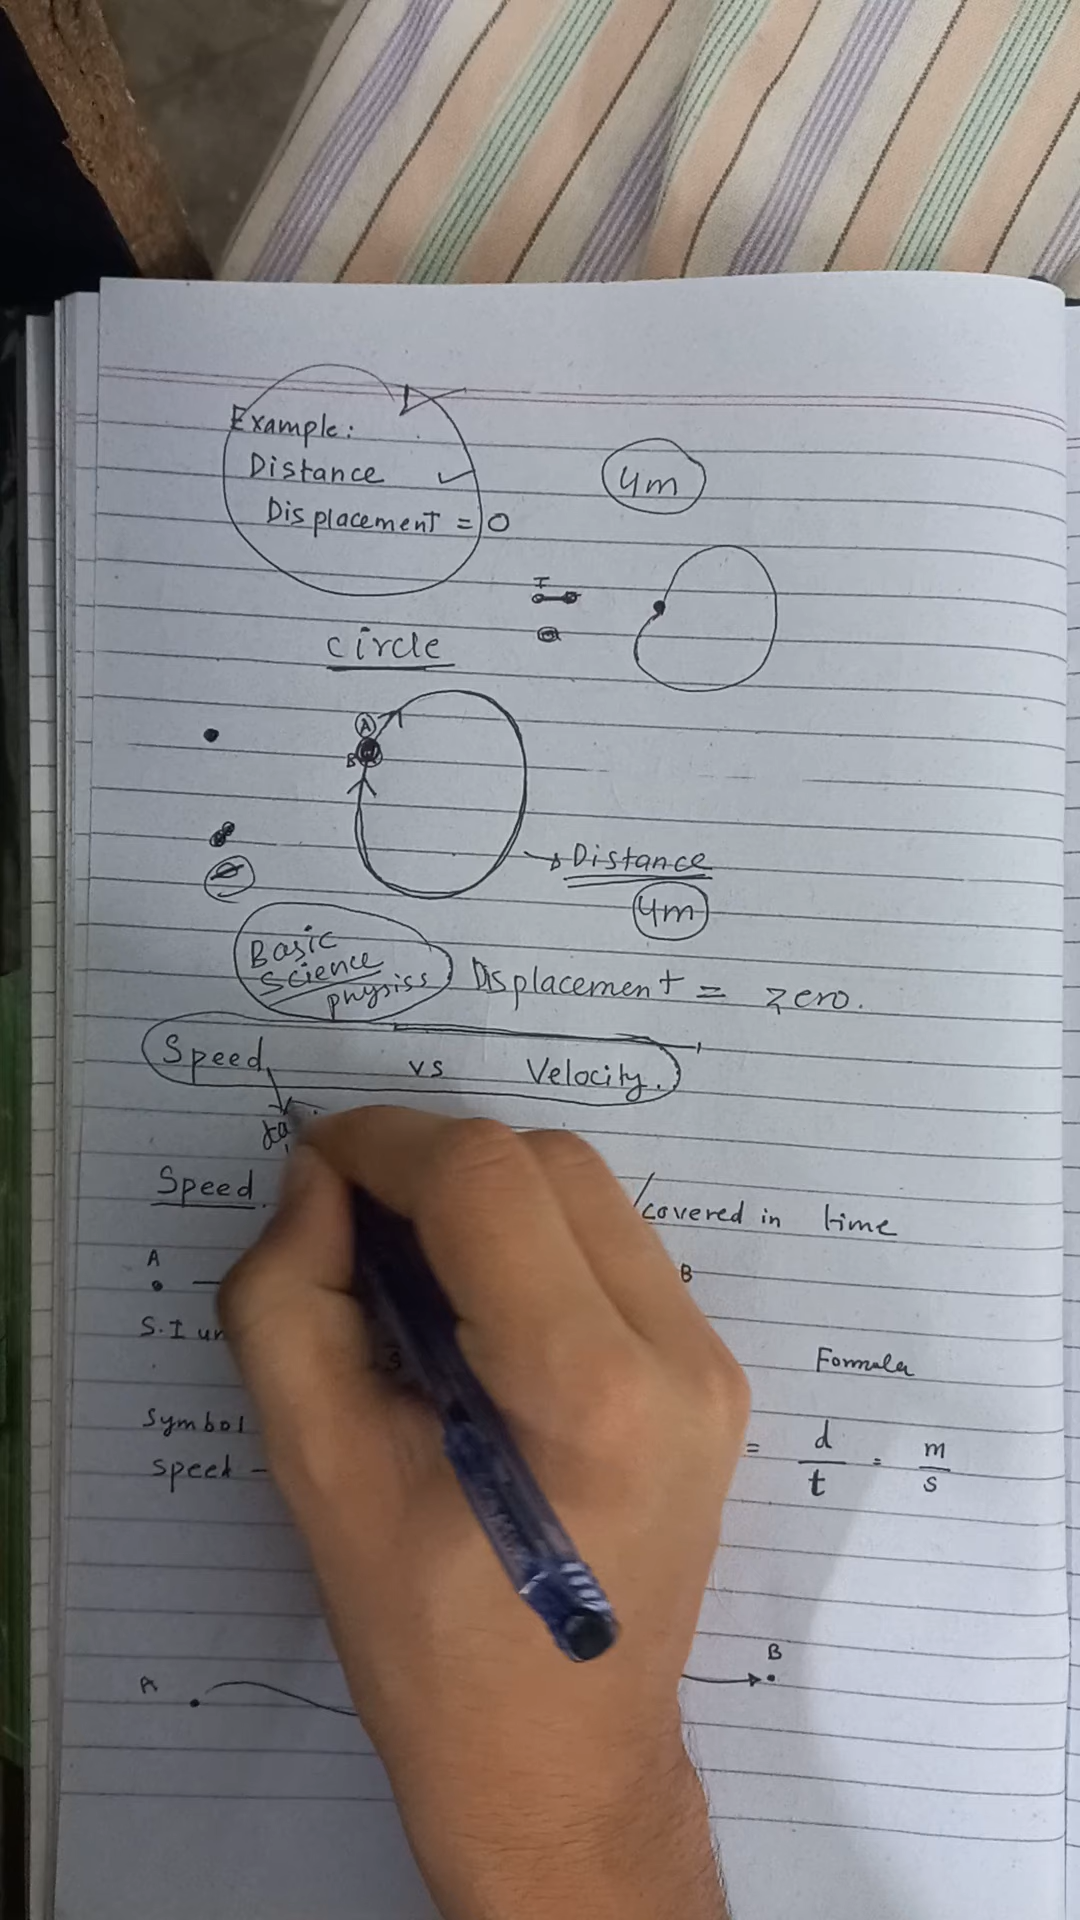 Example:
Distance
Displacement = 0
4m
I
circle
A
B
Distance
4m
Basic
Science
physiss
Displacement = zero.
Speed vs Velocity.
Speed /covered in time
A B
S.I
Formula
Symbol
speed - = d/t = m/s
A B